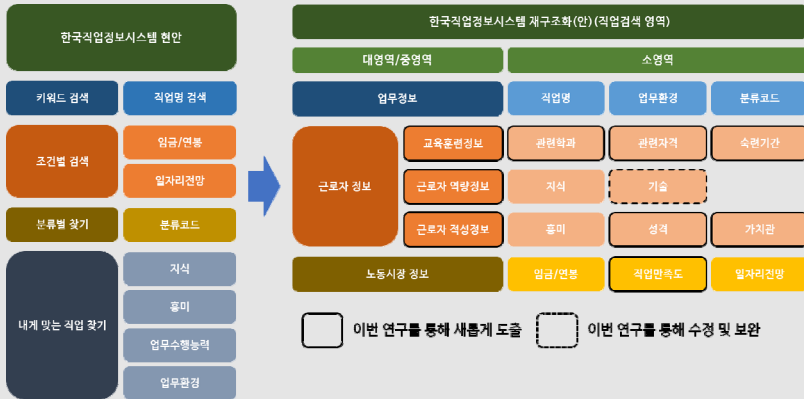 한국직업정보시스템 현안
키워드 검색
직업명 검색
조건별 검색
임금/연봉
일자리전망
분류별 찾기
분류코드
내게 맞는 직업 찾기
지식
흥미
업무수행능력
업무환경
한국직업정보시스템 재구조화(안)(직업검색 영역)
대영역/중영역
소영역
업무정보
직업명
업무환경
분류코드
근로자 정보
교육훈련정보
관련학과
관련자격
숙련기간
근로자 역량정보
지식
기술
근로자 적성정보
흥미
성격
가치관
노동시장 정보
임금/연봉
직업만족도
일자리전망
이번 연구를 통해 새롭게 도출
이번 연구를 통해 수정 및 보완